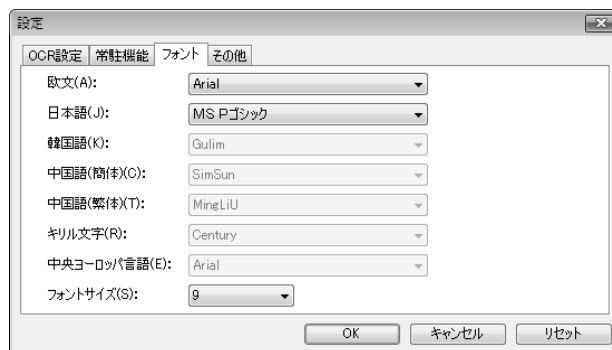 設定
OCR設定 常駐機能 フォント その他
欧文(A): Arial
日本語(J): MS Pゴシック
韓国語(K): Gulim
中国語(簡体)(C): SimSun
中国語(繁体)(T): MingLiU
キリル文字(R): Century
中央ヨーロッパ言語(E): Arial
フォントサイズ(S): 9
OK キャンセル リセット